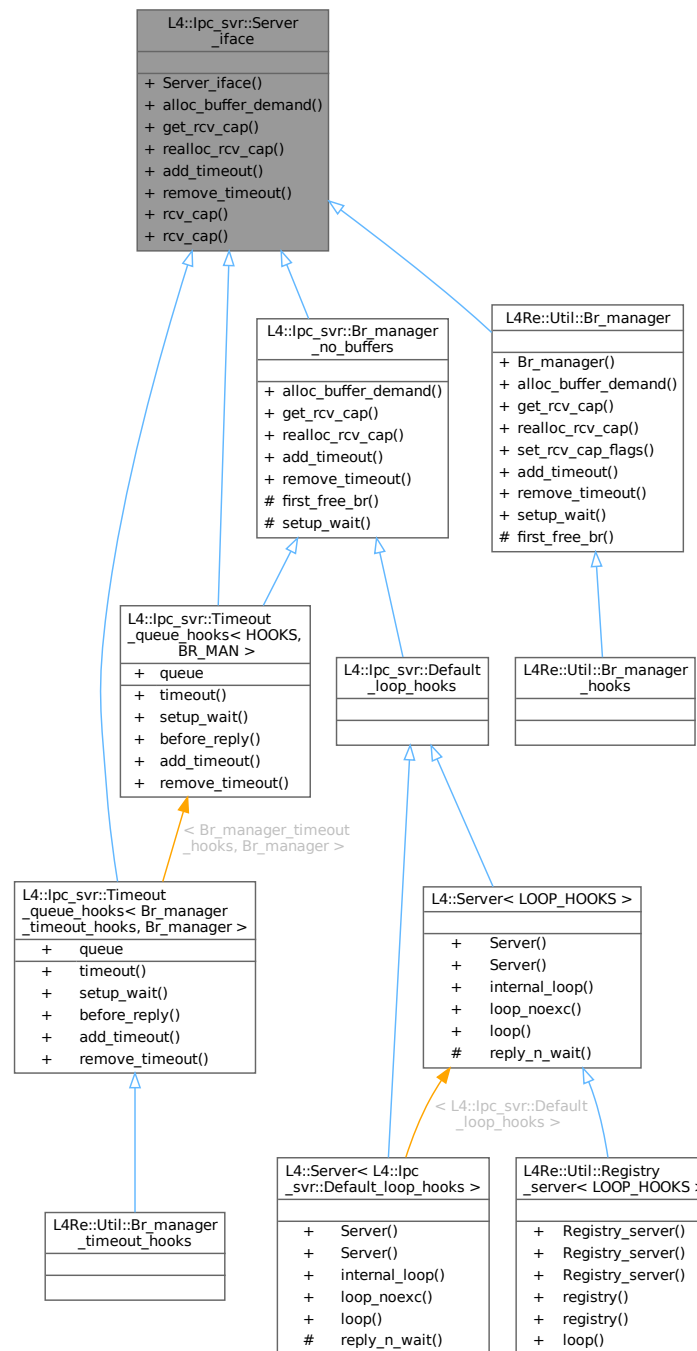 L4::Ipc_svr::Server
_iface
+ Server_iface()
+ alloc_buffer_demand()
+ get_rcv_cap()
+ realloc_rcv_cap()
+ add_timeout()
+ remove_timeout()
+ rcv_cap()
+ rcv_cap()
L4::Ipc_svr::Br_manager
_no_buffers
+ alloc_buffer_demand()
+ get_rcv_cap()
+ realloc_rcv_cap()
+ add_timeout()
+ remove_timeout()
# first_free_br()
# setup_wait()
L4Re::Util::Br_manager
+ Br_manager()
+ alloc_buffer_demand()
+ get_rcv_cap()
+ realloc_rcv_cap()
+ set_rcv_cap_flags()
+ add_timeout()
+ remove_timeout()
+ setup_wait()
# first_free_br()
L4::Ipc_svr::Timeout
_queue_hooks< HOOKS,
BR_MAN >
+ queue
+ timeout()
+ setup_wait()
+ before_reply()
+ add_timeout()
+ remove_timeout()
L4::Ipc_svr::Default
_loop_hooks
L4Re::Util::Br_manager
_hooks
< Br_manager_timeout
_hooks, Br_manager >
L4::Ipc_svr::Timeout
_queue_hooks< Br_manager
_timeout_hooks, Br_manager >
+ queue
+ timeout()
+ setup_wait()
+ before_reply()
+ add_timeout()
+ remove_timeout()
L4::Server< LOOP_HOOKS >
+ Server()
+ Server()
+ internal_loop()
+ loop_noexc()
+ loop()
# reply_n_wait()
< L4::Ipc_svr::Default
_loop_hooks >
L4Re::Util::Br_manager
_timeout_hooks
L4::Server< L4::Ipc
_svr::Default_loop_hooks >
+ Server()
+ Server()
+ internal_loop()
+ loop_noexc()
+ loop()
# reply_n_wait()
L4Re::Util::Registry
_server< LOOP_HOOKS >
+ Registry_server()
+ Registry_server()
+ Registry_server()
+ registry()
+ registry()
+ loop()